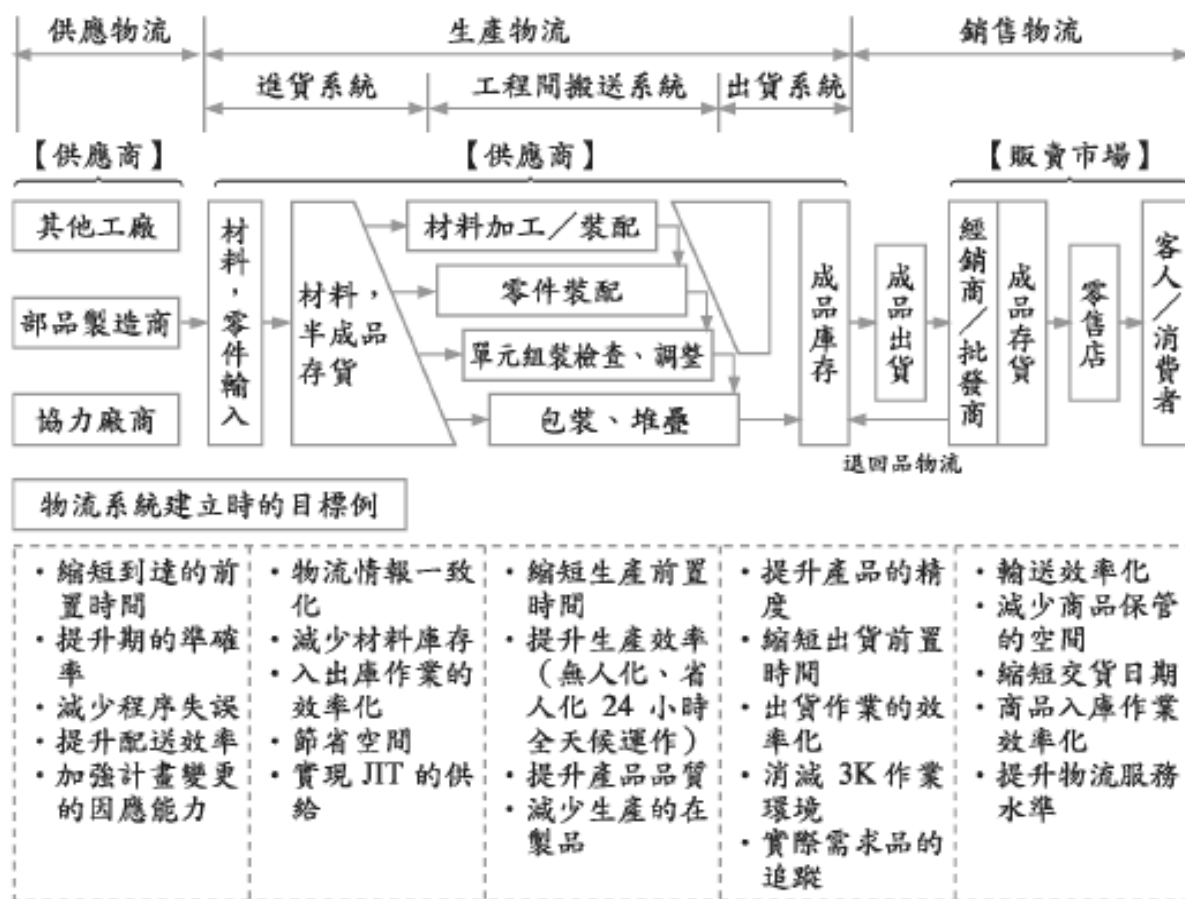 供應物流
生產物流
銷售物流
進貨系統
工程間搬送系統
出貨系統
【供應商】
【供應商】
【販賣市場】
其他工廠
部品製造商
協力廠商
材料，零件輸入
材料，
半成品
存貨
材料加工／裝配
零件裝配
單元組裝檢查、調整
包裝、堆疊
成品庫存
成品出貨
經銷商／批發商
成品存貨
零售店
客人／消費者
退回品物流
物流系統建立時的目標例
・縮短到達的前
置時間
・提升期的準確
率
・減少程序失誤
・提升配送效率
・加強計畫變更
的因應能力
・物流情報一致
化
・減少材料庫存
・入出庫作業的
效率化
・節省空間
・實現 JIT 的供
給
・縮短生產前置
時間
・提升生產效率
（無人化、省
人化 24 小時
全天候運作）
・提升產品品質
・減少生產的在
製品
・提升產品的精
度
・縮短出貨前置
時間
・出貨作業的效
率化
・消減 3K 作業
環境
・實際需求品的
追蹤
・輸送效率化
・減少商品保管
的空間
・縮短交貨日期
・商品入庫作業
效率化
・提升物流服務
水準